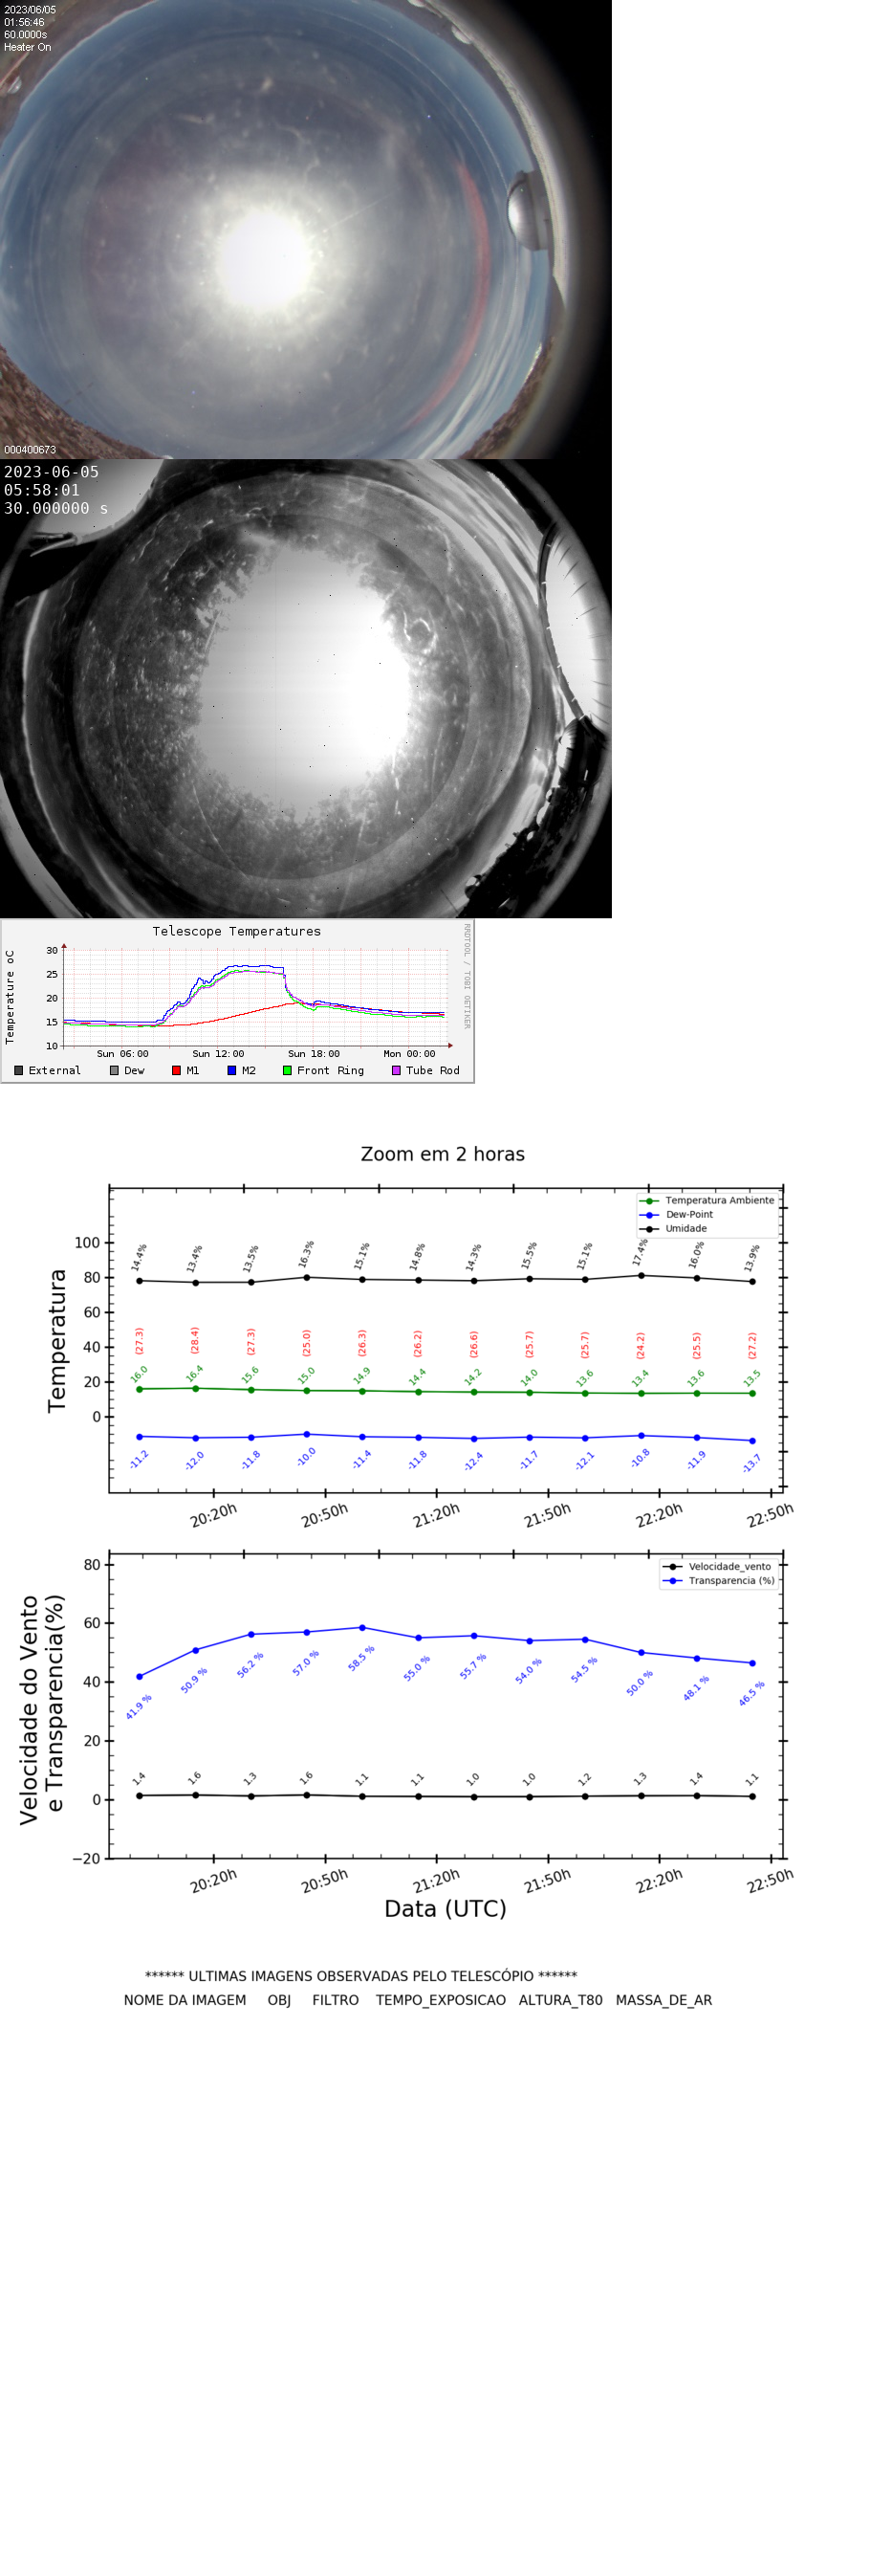 2023/06/05
01:56:46
60.0000s
Heater On
000400673
2023-06-05
05:58:01
30.000000 s
Telescope Temperatures
RRDTOOL / TOBI OETIKER
Temperature oC
30
25
20
15
10
Sun 06:00 Sun 12:00 Sun 18:00 Mon 00:00
External Dew M1 M2 Front Ring Tube Rod
Zoom em 2 horas
Temperatura Ambiente
Dew-Point
Umidade
Temperatura
100
80
60
40
20
0
14.4% 13.4% 13.5% 16.3% 15.1% 14.8% 14.3% 15.5% 15.1% 17.4% 16.0% 13.9%
(27.3) (28.4) (27.3) (25.0) (26.3) (26.2) (26.6) (25.7) (25.7) (24.2) (25.5) (27.2)
16.0 16.4 15.6 15.0 14.9 14.4 14.2 14.0 13.6 13.4 13.6 13.5
-11.2 -12.0 -11.8 -10.0 -11.4 -11.8 -12.4 -11.7 -12.1 -10.8 -11.9 -13.7
20:20h 20:50h 21:20h 21:50h 22:20h 22:50h
Velocidade_vento
Transparencia (%)
Velocidade do Vento
e Transparencia(%)
80
60
40
20
0
−20
41.9 % 50.9 % 56.2 % 57.0 % 58.5 % 55.0 % 55.7 % 54.0 % 54.5 % 50.0 % 48.1 % 46.5 %
1.4 1.6 1.3 1.6 1.1 1.1 1.0 1.0 1.2 1.3 1.4 1.1
20:20h 20:50h 21:20h 21:50h 22:20h 22:50h
Data (UTC)
****** ULTIMAS IMAGENS OBSERVADAS PELO TELESCÓPIO ******
NOME DA IMAGEM OBJ FILTRO TEMPO_EXPOSICAO ALTURA_T80 MASSA_DE_AR